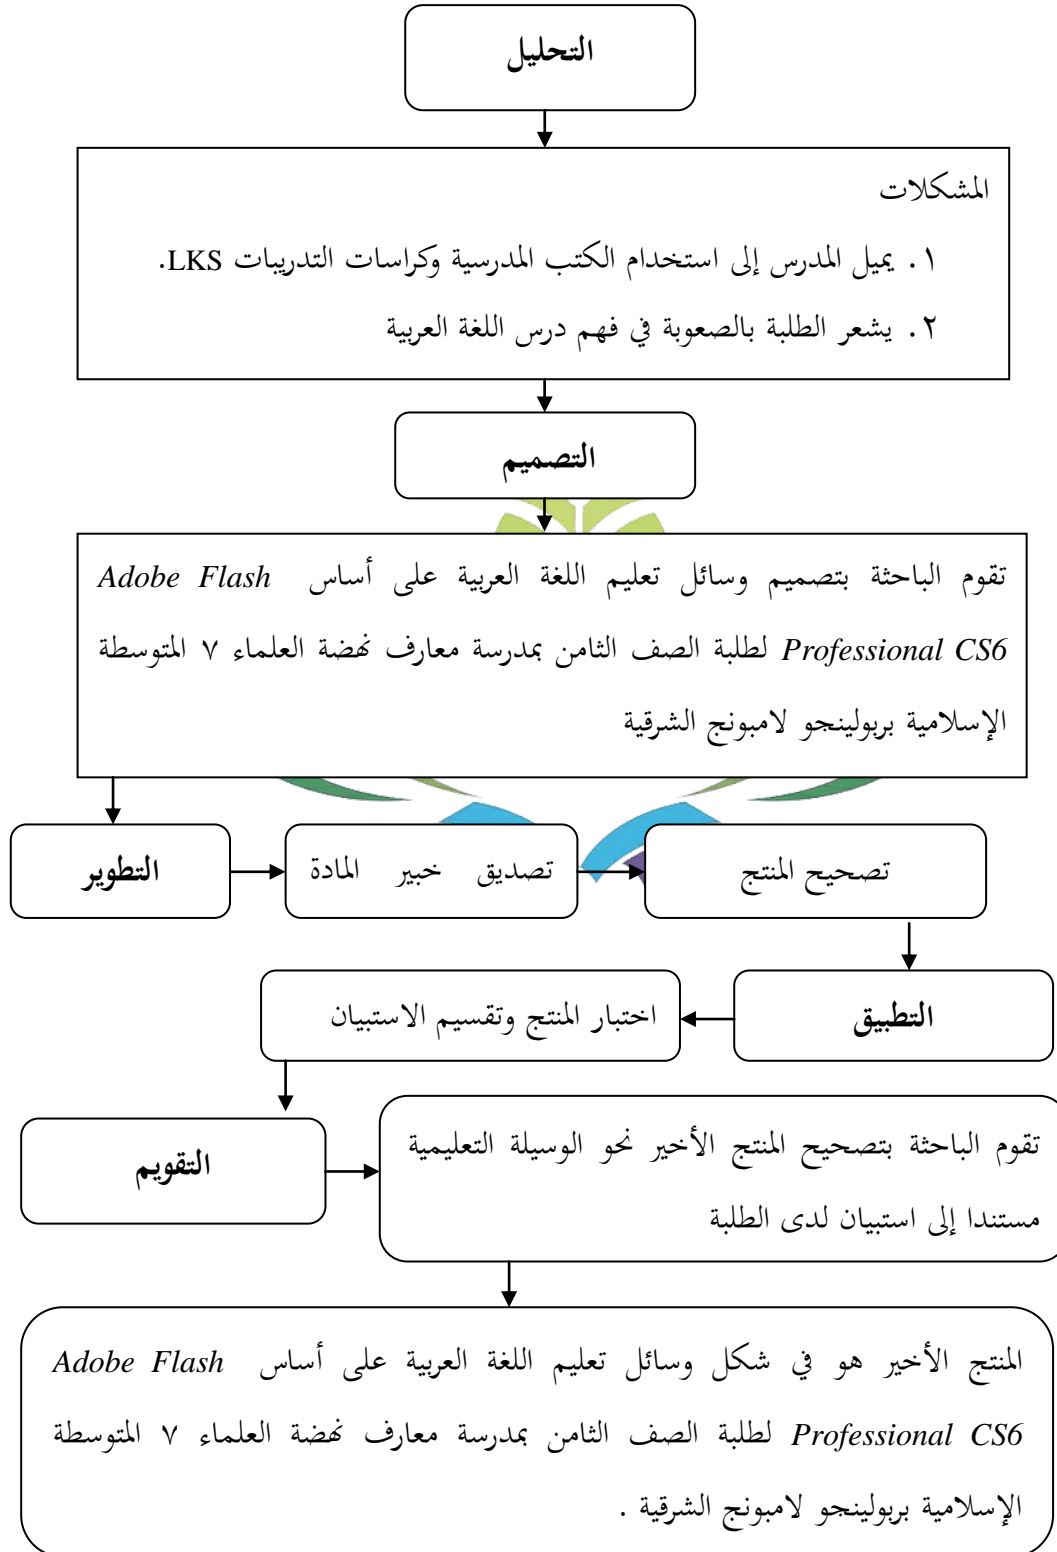 التحليل
المشكلات
١. يميل المدرس إلى استخدام الكتب المدرسية وكراسات التدريبات LKS.
٢. يشعر الطلبة بالصعوبة في فهم درس اللغة العربية
التصميم
تقوم الباحثة بتصميم وسائل تعليم اللغة العربية على أساس Adobe Flash
Professional CS6 لطلبة الصف الثامن بمدرسة معارف نهضة العلماء ٧ المتوسطة
الإسلامية بربولينجو لامبونج الشرقية
التطوير
تصديق خبير المادة
تصحيح المنتج
التطبيق
اختبار المنتج وتقسيم الاستبيان
التقويم
تقوم الباحثة بتصحيح المنتج الأخير نحو الوسيلة التعليمية
مستندا إلى استبيان لدى الطلبة
المنتج الأخير هو في شكل وسائل تعليم اللغة العربية على أساس Adobe Flash
Professional CS6 لطلبة الصف الثامن بمدرسة معارف نهضة العلماء ٧ المتوسطة
الإسلامية بربولينجو لامبونج الشرقية .